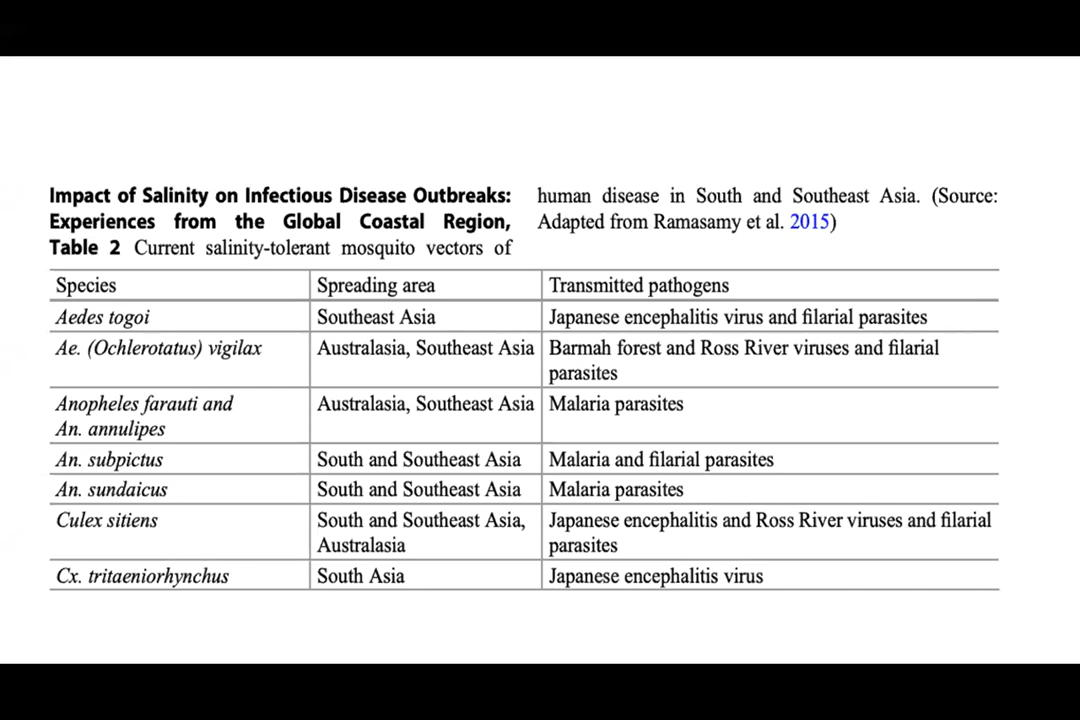 Impact of Salinity on Infectious Disease Outbreaks:
Experiences from the Global Coastal Region,
Table 2 Current salinity-tolerant mosquito vectors of
human disease in South and Southeast Asia. (Source:
Adapted from Ramasamy et al. 2015)
Species Spreading area Transmitted pathogens
Aedes togoi Southeast Asia Japanese encephalitis virus and filarial parasites
Ae. (Ochlerotatus) vigilax Australasia, Southeast Asia Barmah forest and Ross River viruses and filarial
parasites
Anopheles farauti and Australasia, Southeast Asia Malaria parasites
An. annulipes
An. subpictus South and Southeast Asia Malaria and filarial parasites
An. sundaicus South and Southeast Asia Malaria parasites
Culex sitiens South and Southeast Asia, Japanese encephalitis and Ross River viruses and filarial
Australasia parasites
Cx. tritaeniorhynchus South Asia Japanese encephalitis virus